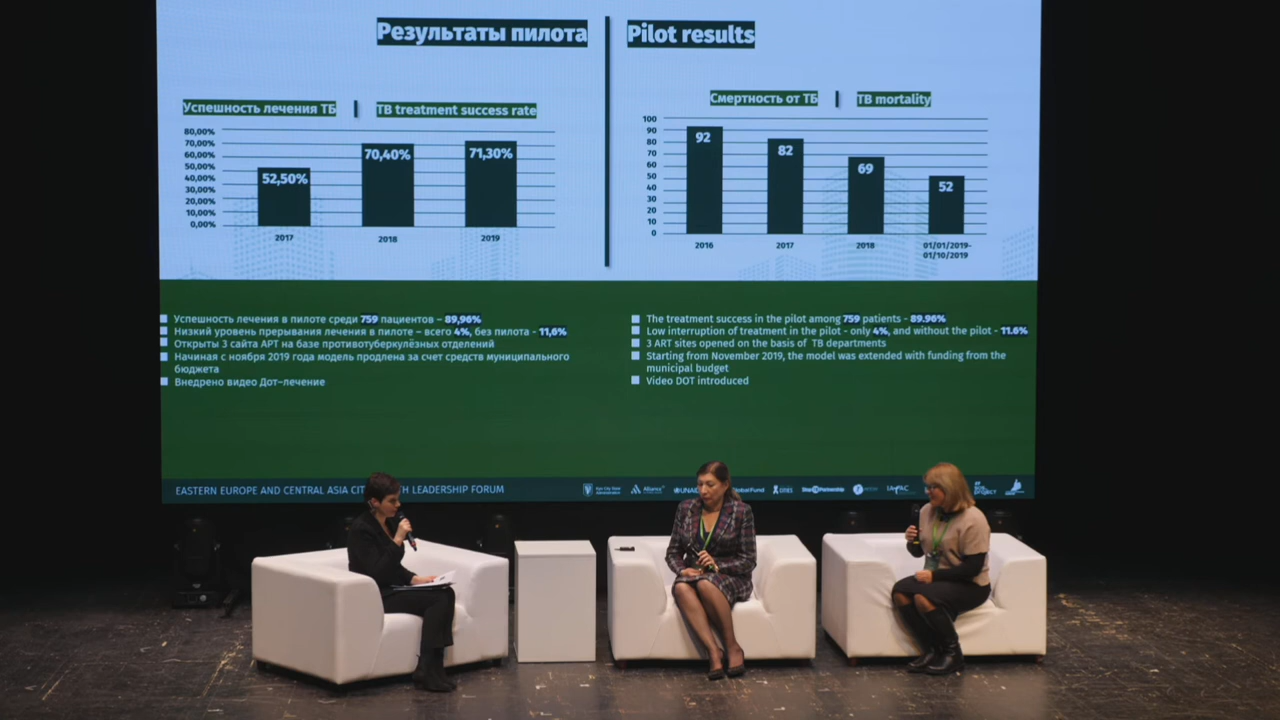 Результаты пилота
Pilot results
Успешность лечения ТБ
TB treatment success rate
80,00%
70,00%
60,00%
50,00%
40,00%
30,00%
20,00%
10,00%
0,00%
52,50%
70,40%
71,30%
2017
2018
2019
Смертность от ТБ
TB mortality
100
90
80
70
60
50
40
30
20
10
0
92
82
69
52
2016
2017
2018
01/01/2019-
01/10/2019
Успешность лечения в пилоте среди 759 пациентов – 89,96%
Низкий уровень прерывания лечения в пилоте – всего 4%, без пилота - 11,6%
Открыты 3 сайта АРТ на базе противотуберкулёзных отделений
Начиная с ноября 2019 года модель продлена за счет средств муниципального
бюджета
Внедрено видео Дот-лечение
The treatment success in the pilot among 759 patients - 89.96%
Low interruption of treatment in the pilot - only 4%, and without the pilot - 11.6%
3 ART sites opened on the basis of TB departments
Starting from November 2019, the model was extended with funding from the
municipal budget
Video DOT introduced
EASTERN EUROPE AND CENTRAL ASIA LEADERSHIP FORUM
Alliance
Global Fund